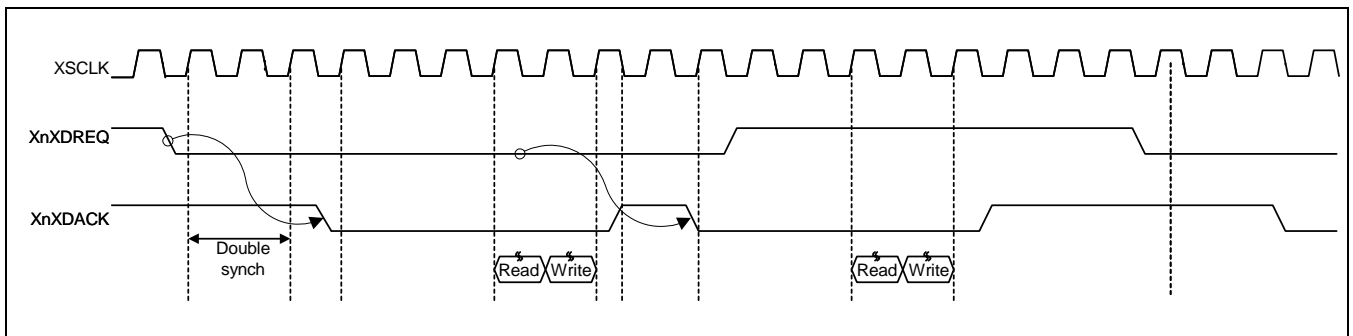 XSCLK
XnXDREQ
XnXDACK
Double
synch
Read Write
Read Write